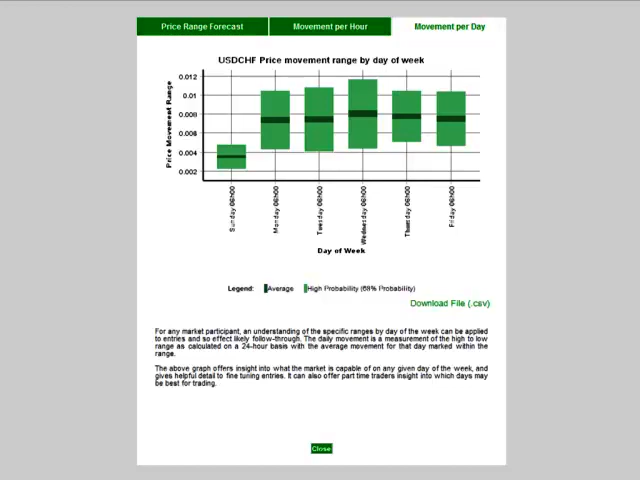 Price Range Forecast Movement per Hour Movement per Day
USDCHF Price movement range by day of week
Price Movement Range
0.012
0.01
0.008
0.006
0.004
0.002
Sunday 06h00
Monday 06h00
Tuesday 06h00
Wednesday 06h00
Thursday 06h00
Friday 06h00
Day of Week
Legend: Average High Probability (68% Probability)
Download File (.csv)
For any market participant, an understanding of the specific ranges by day of the week can be applied
to entries and so effect likely follow-through. The daily movement is a measurement of the high to low
range as calculated on a 24-hour basis with the average movement for that day marked within the
range.
The above graph offers insight into what the market is capable of on any given day of the week, and
gives helpful detail to fine tuning entries. It can also offer part time traders insight into which days may
be best for trading.
Close